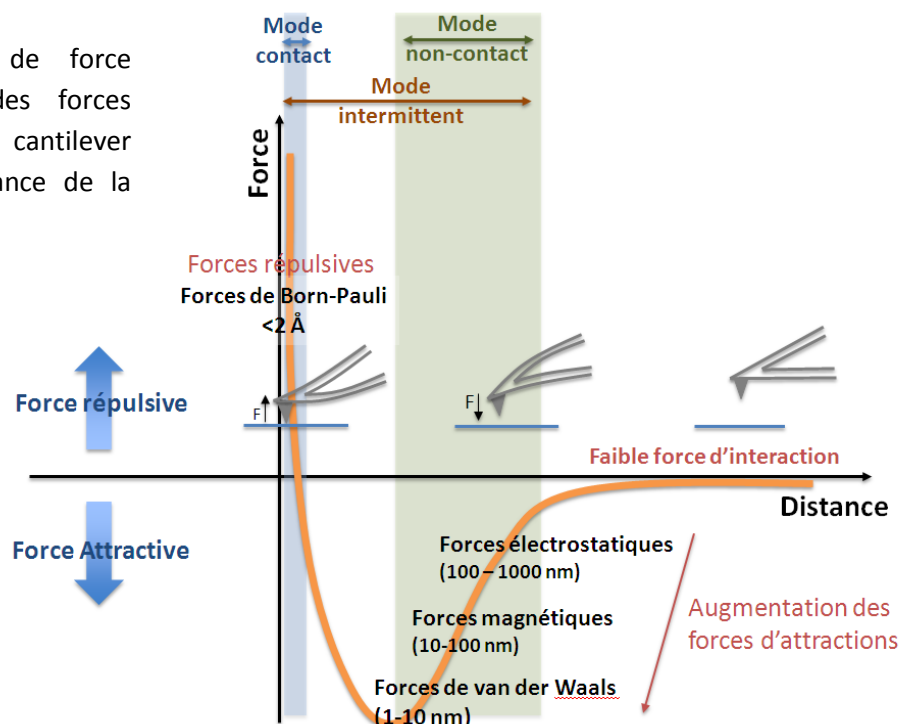 de force
des forces
cantilever
ance de la
Mode
contact
Mode
non-contact
Mode
intermittent
Force
Forces répulsives
Forces de Born-Pauli
<2 Å
Force répulsive
F
F
Faible force d'interaction
Distance
Force Attractive
Forces électrostatiques
(100 – 1000 nm)
Augmentation des
forces d'attractions
Forces magnétiques
(10-100 nm)
Forces de van der Waals
(1-10 nm)